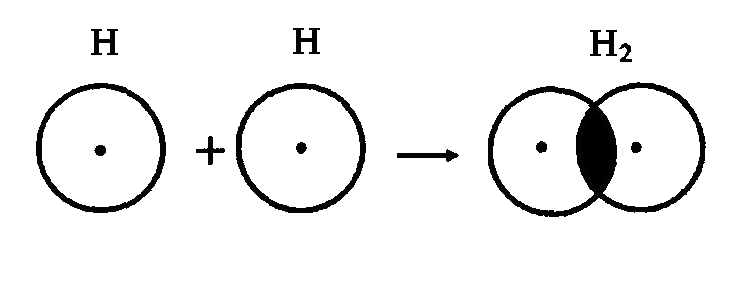 H + H → H₂